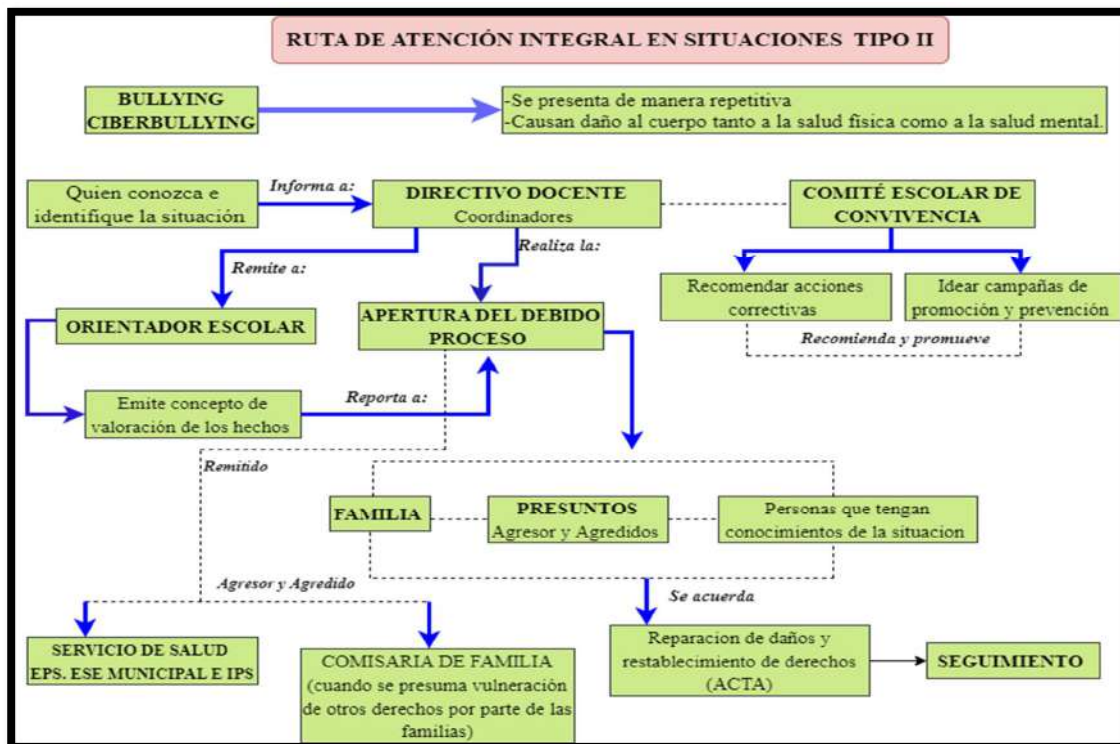 RUTA DE ATENCIÓN INTEGRAL EN SITUACIONES TIPO II
BULLYING
CIBERBULLYING
-Se presenta de manera repetitiva
-Causan daño al cuerpo tanto a la salud física como a la salud mental.
Quien conozca e
identifique la situación
Informa a:
DIRECTIVO DOCENTE
Coordinadores
COMITÉ ESCOLAR DE
CONVIVENCIA
Remite a:
Realiza la:
Recomendar acciones
correctivas
Idear campañas de
promoción y prevención
Recomienda y promueve
ORIENTADOR ESCOLAR
APERTURA DEL DEBIDO
PROCESO
Emite concepto de
valoración de los hechos
Reporta a:
Remitido
FAMILIA
PRESUNTOS
Agresor y Agredidos
Personas que tengan
conocimientos de la situacion
Agresor y Agredido
Se acuerda
SERVICIO DE SALUD
EPS. ESE MUNICIPAL E IPS
COMISARIA DE FAMILIA
(cuando se presuma vulneración
de otros derechos por parte de las
familias)
Reparacion de daños y
restablecimiento de derechos
(ACTA)
SEGUIMIENTO